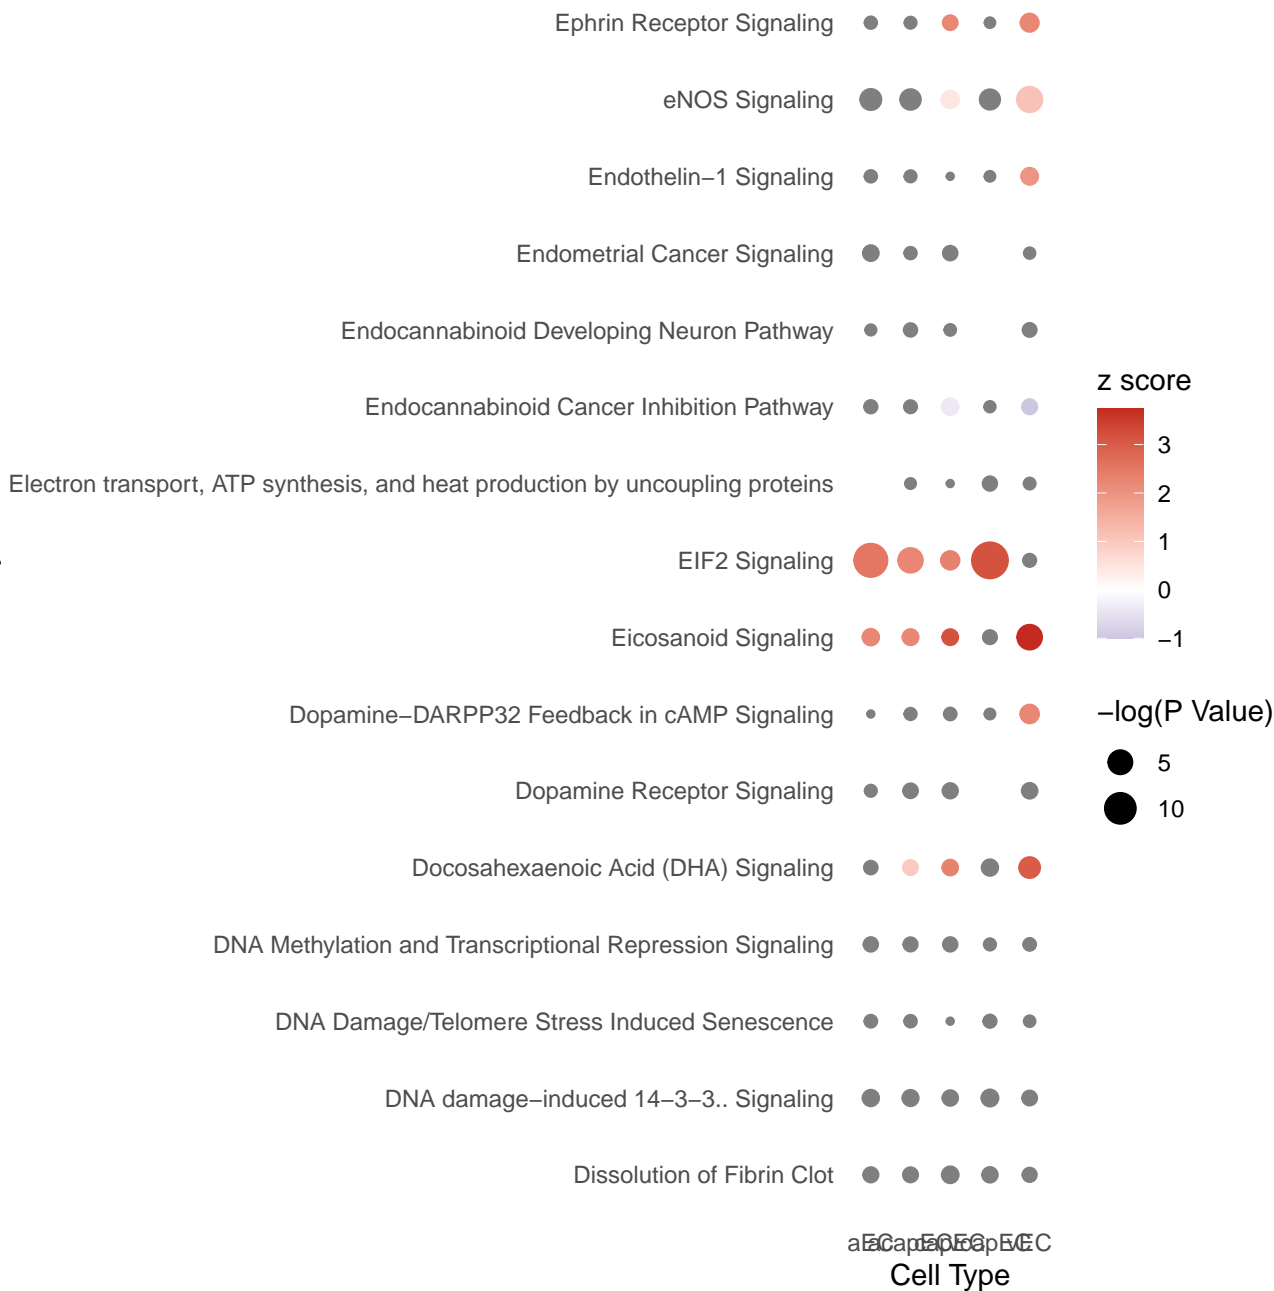 Ephrin Receptor Signaling
eNOS Signaling
Endothelin−1 Signaling
Endometrial Cancer Signaling
Endocannabinoid Developing Neuron Pathway
Endocannabinoid Cancer Inhibition Pathway
Electron transport, ATP synthesis, and heat production by uncoupling proteins
EIF2 Signaling
Eicosanoid Signaling
Dopamine−DARPP32 Feedback in cAMP Signaling
Dopamine Receptor Signaling
Docosahexaenoic Acid (DHA) Signaling
DNA Methylation and Transcriptional Repression Signaling
DNA Damage/Telomere Stress Induced Senescence
DNA damage−induced 14−3−3.. Signaling
Dissolution of Fibrin Clot
aEC vEC
Cell Type
z score
3
2
1
0
−1
−log(P Value)
5
10